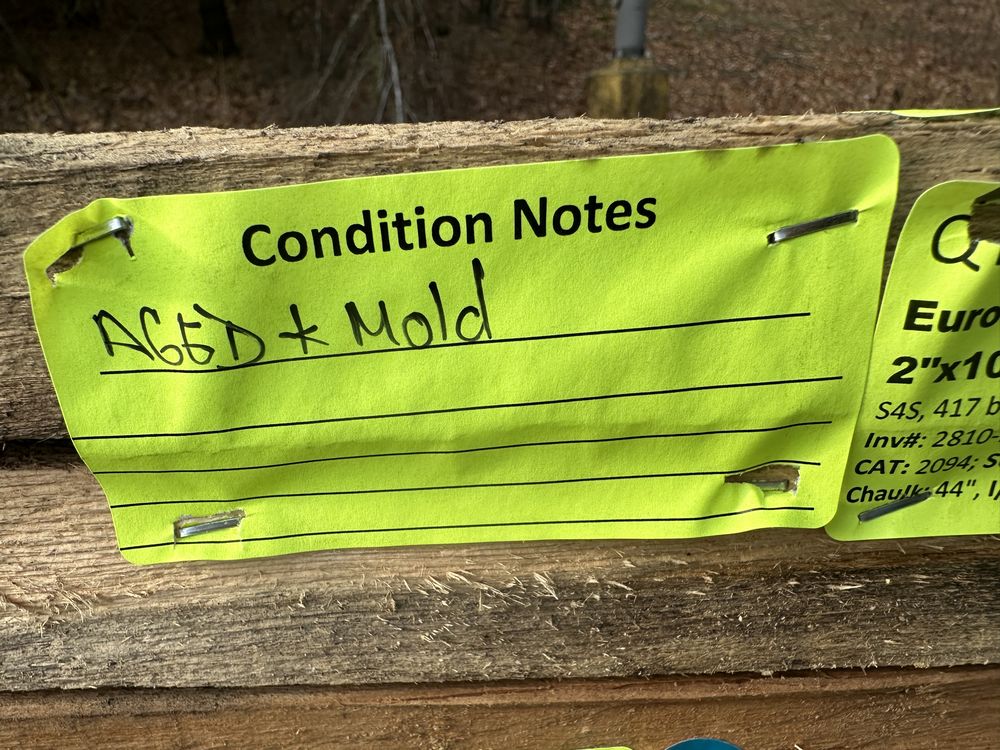 Condition Notes
AGED * Mold
Euro
2"x10
S4S, 417 b
Inv#: 2810-
CAT: 2094;
Chaulk: 44",